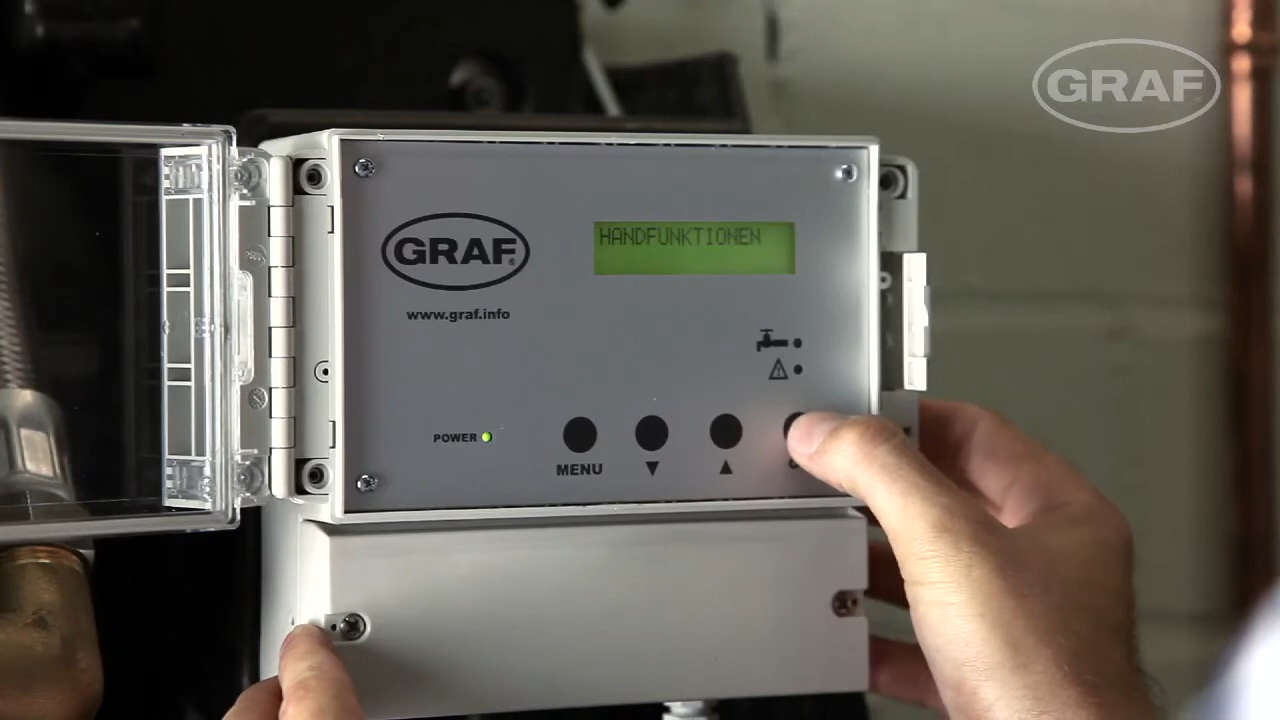 GRAF
GRAF®
HANDFUNKTIONEN
www.graf.info
POWER
MENU ▼ ▲